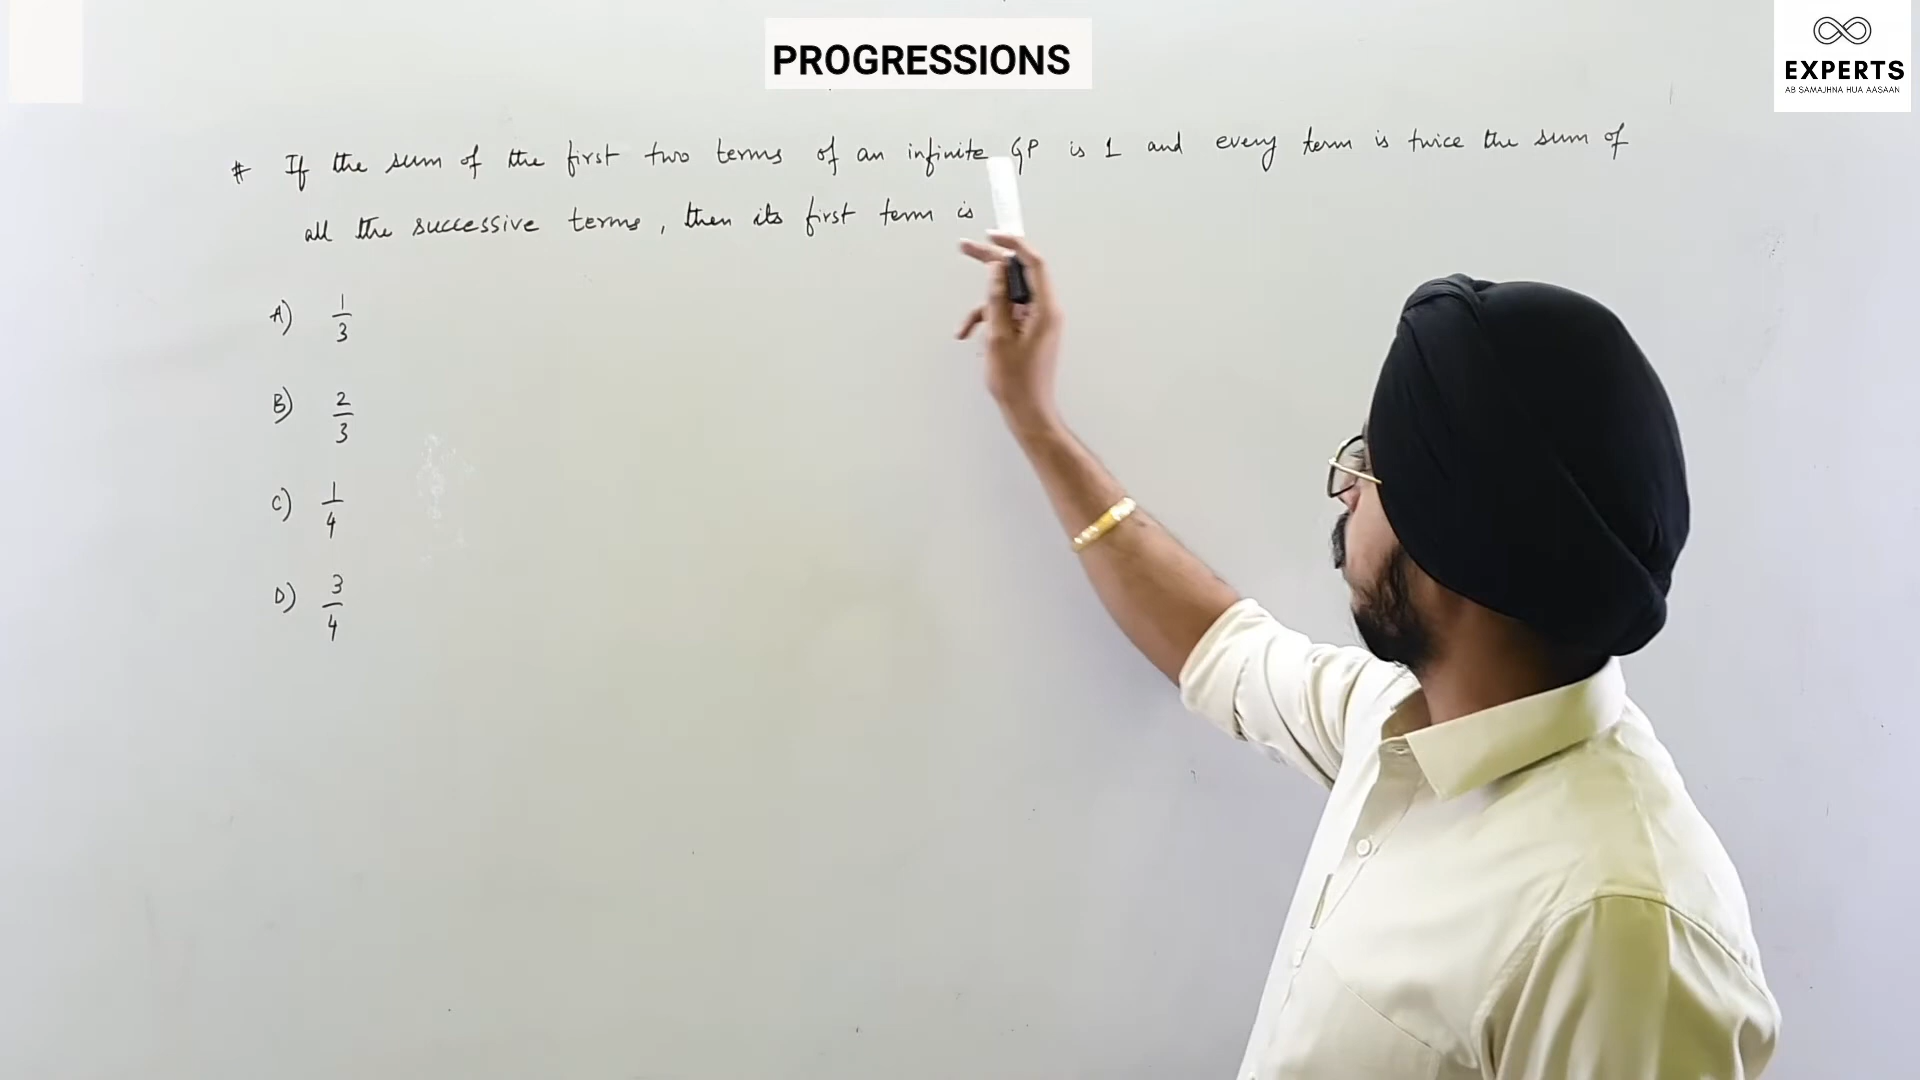 PROGRESSIONS
EXPERTS
AB SAMAJHNA HUA AASAAN
# If the sum of the first two terms of an infinite GP is 1 and every term is twice the sum of
all the successive terms, then its first term is
A) 1/3
B) 2/3
C) 1/4
D) 3/4